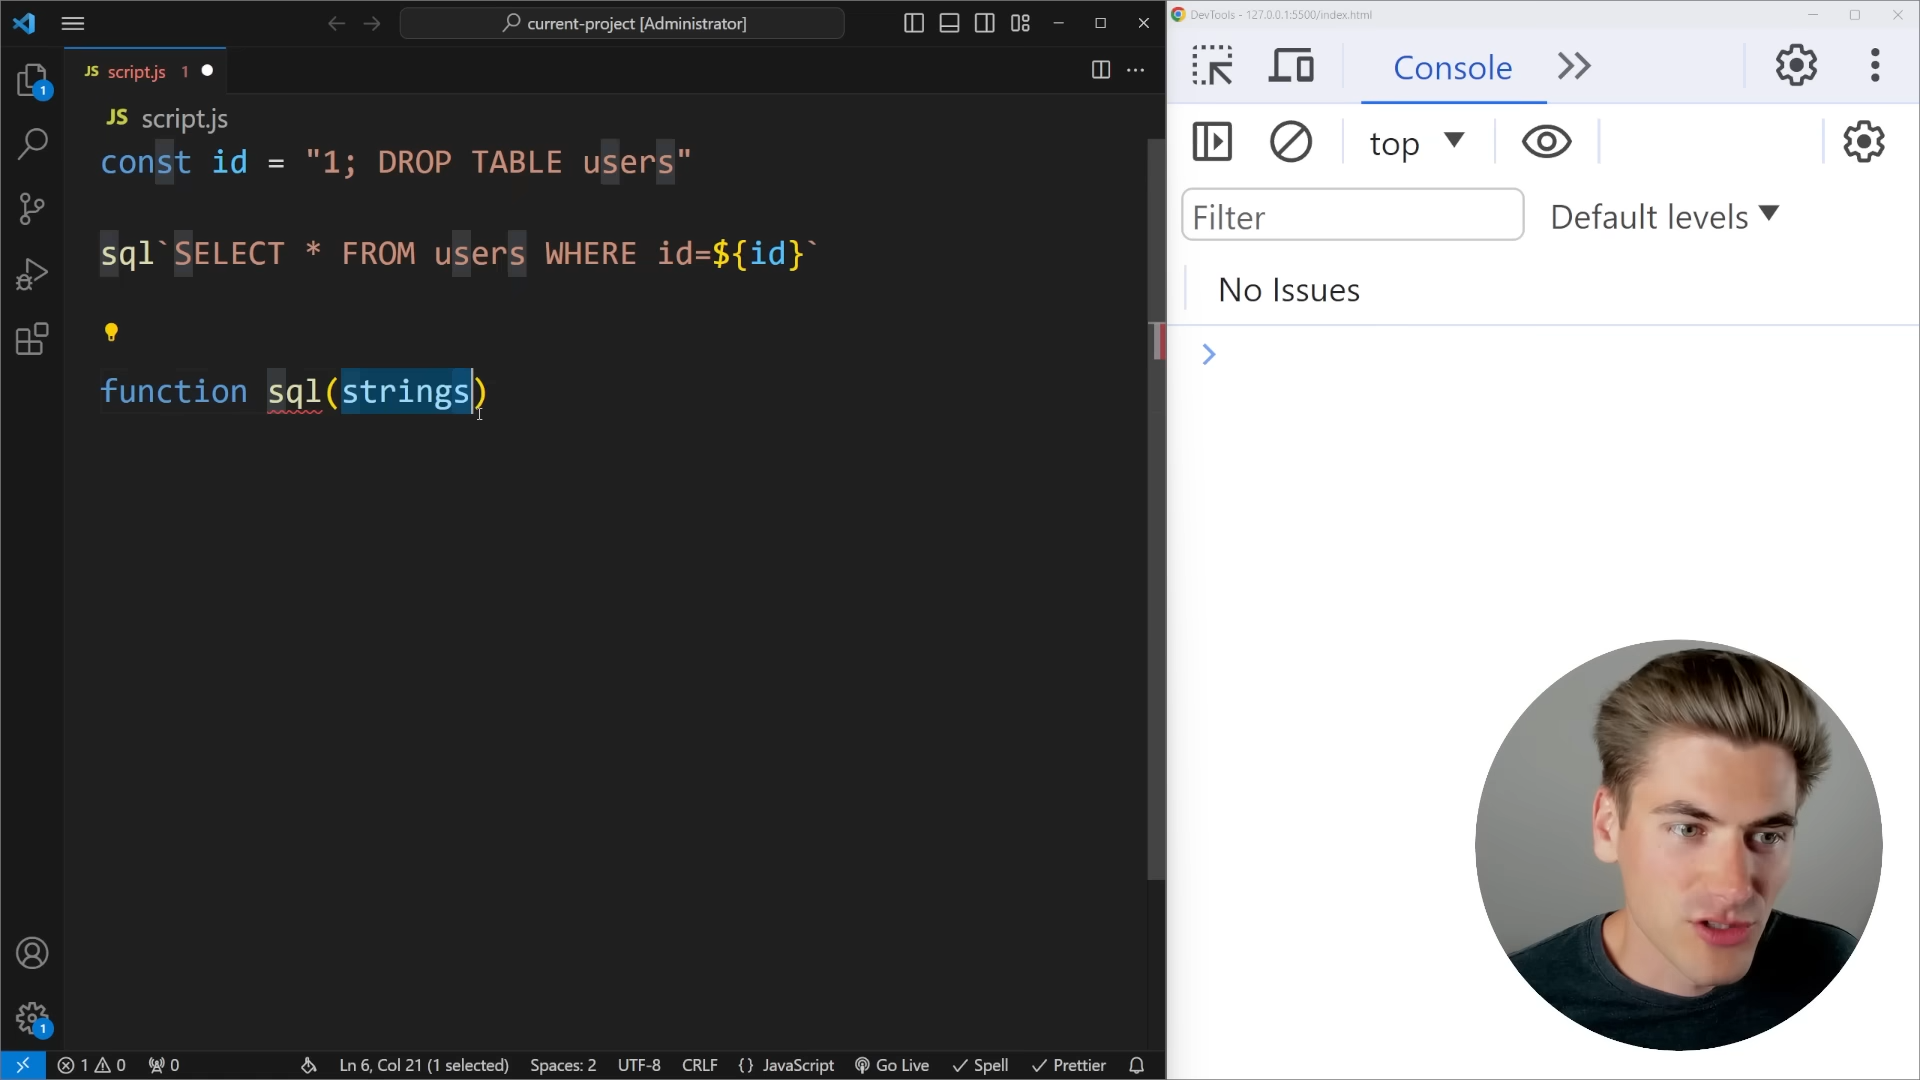 current-project [Administrator]
JS script.js 1
JS script.js
const id = "1; DROP TABLE users"
sql`SELECT * FROM users WHERE id=${id}`
function sql(strings)
1
1
1 0
0
Ln 6, Col 21 (1 selected)
Spaces: 2
UTF-8
CRLF
{} JavaScript
Go Live
Spell
Prettier
DevTools - 127.0.0.1:5500/index.html
Console
top
Filter
Default levels
No Issues